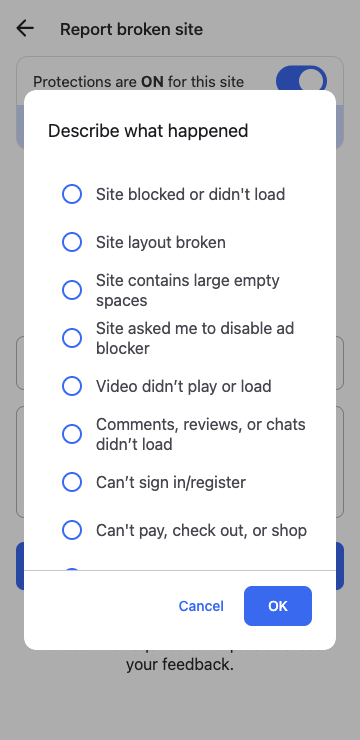 Report broken site
Protections are ON for this site
Describe what happened
Site blocked or didn't load
Site layout broken
Site contains large empty
spaces
Site asked me to disable ad
blocker
Video didn’t play or load
Comments, reviews, or chats
didn’t load
Can’t sign in/register
Can't pay, check out, or shop
Cancel
OK
your feedback.